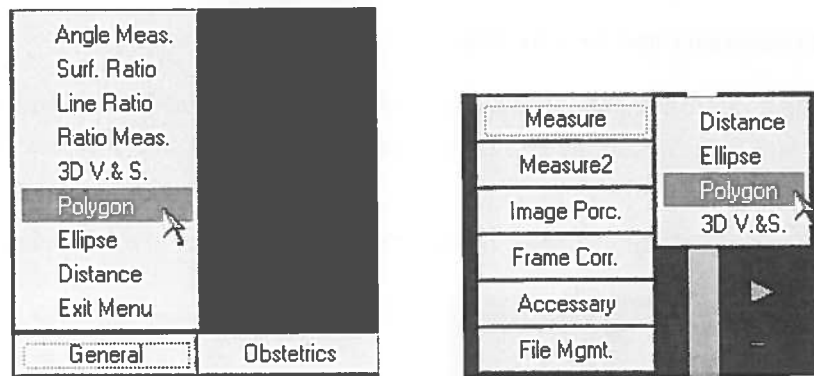 Angle Meas.
Surf. Ratio
Line Ratio
Ratio Meas.
3D V.& S.
Polygon
Ellipse
Distance
Exit Menu
General
Obstetrics
Measure
Measure2
Image Porc.
Frame Corr.
Accessary
File Mgmt.
Distance
Ellipse
Polygon
3D V.&S.